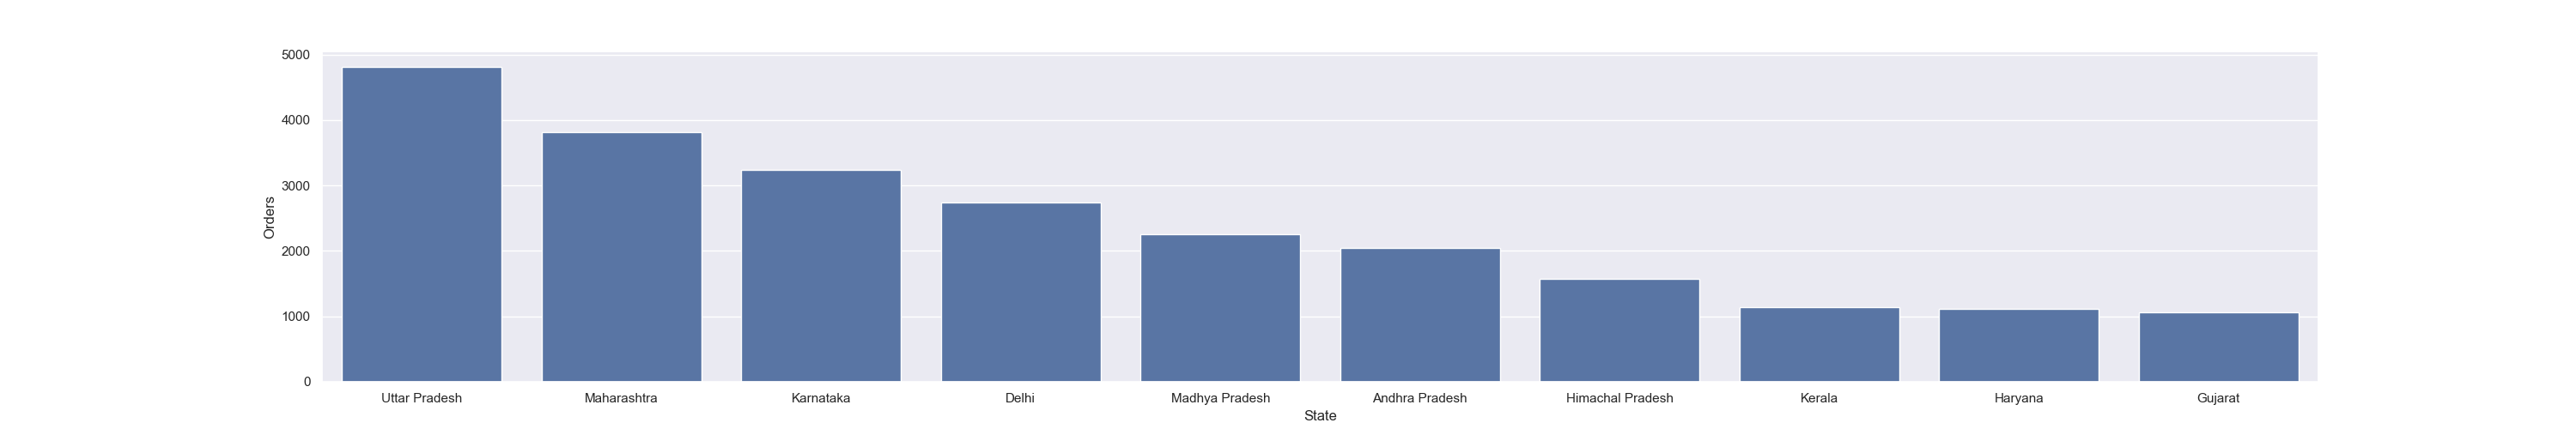 5000
4000
3000
2000
1000
0
Orders
Uttar Pradesh Maharashtra Karnataka Delhi Madhya Pradesh Andhra Pradesh Himachal Pradesh Kerala Haryana Gujarat
State